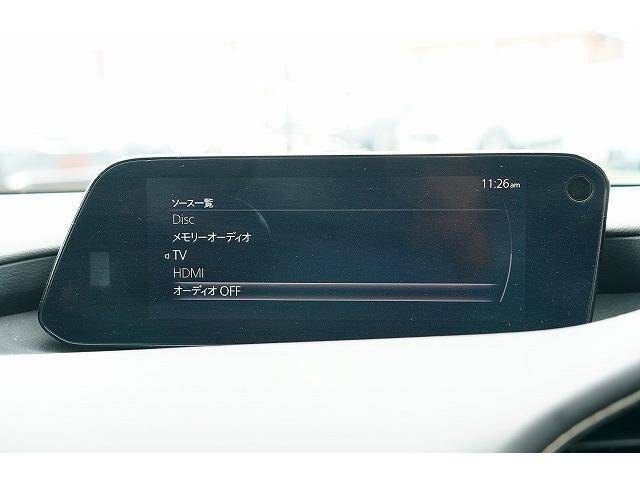 11:26am
ソース一覧
Disc
メモリーオーディオ
TV
HDMI
オーディオ OFF